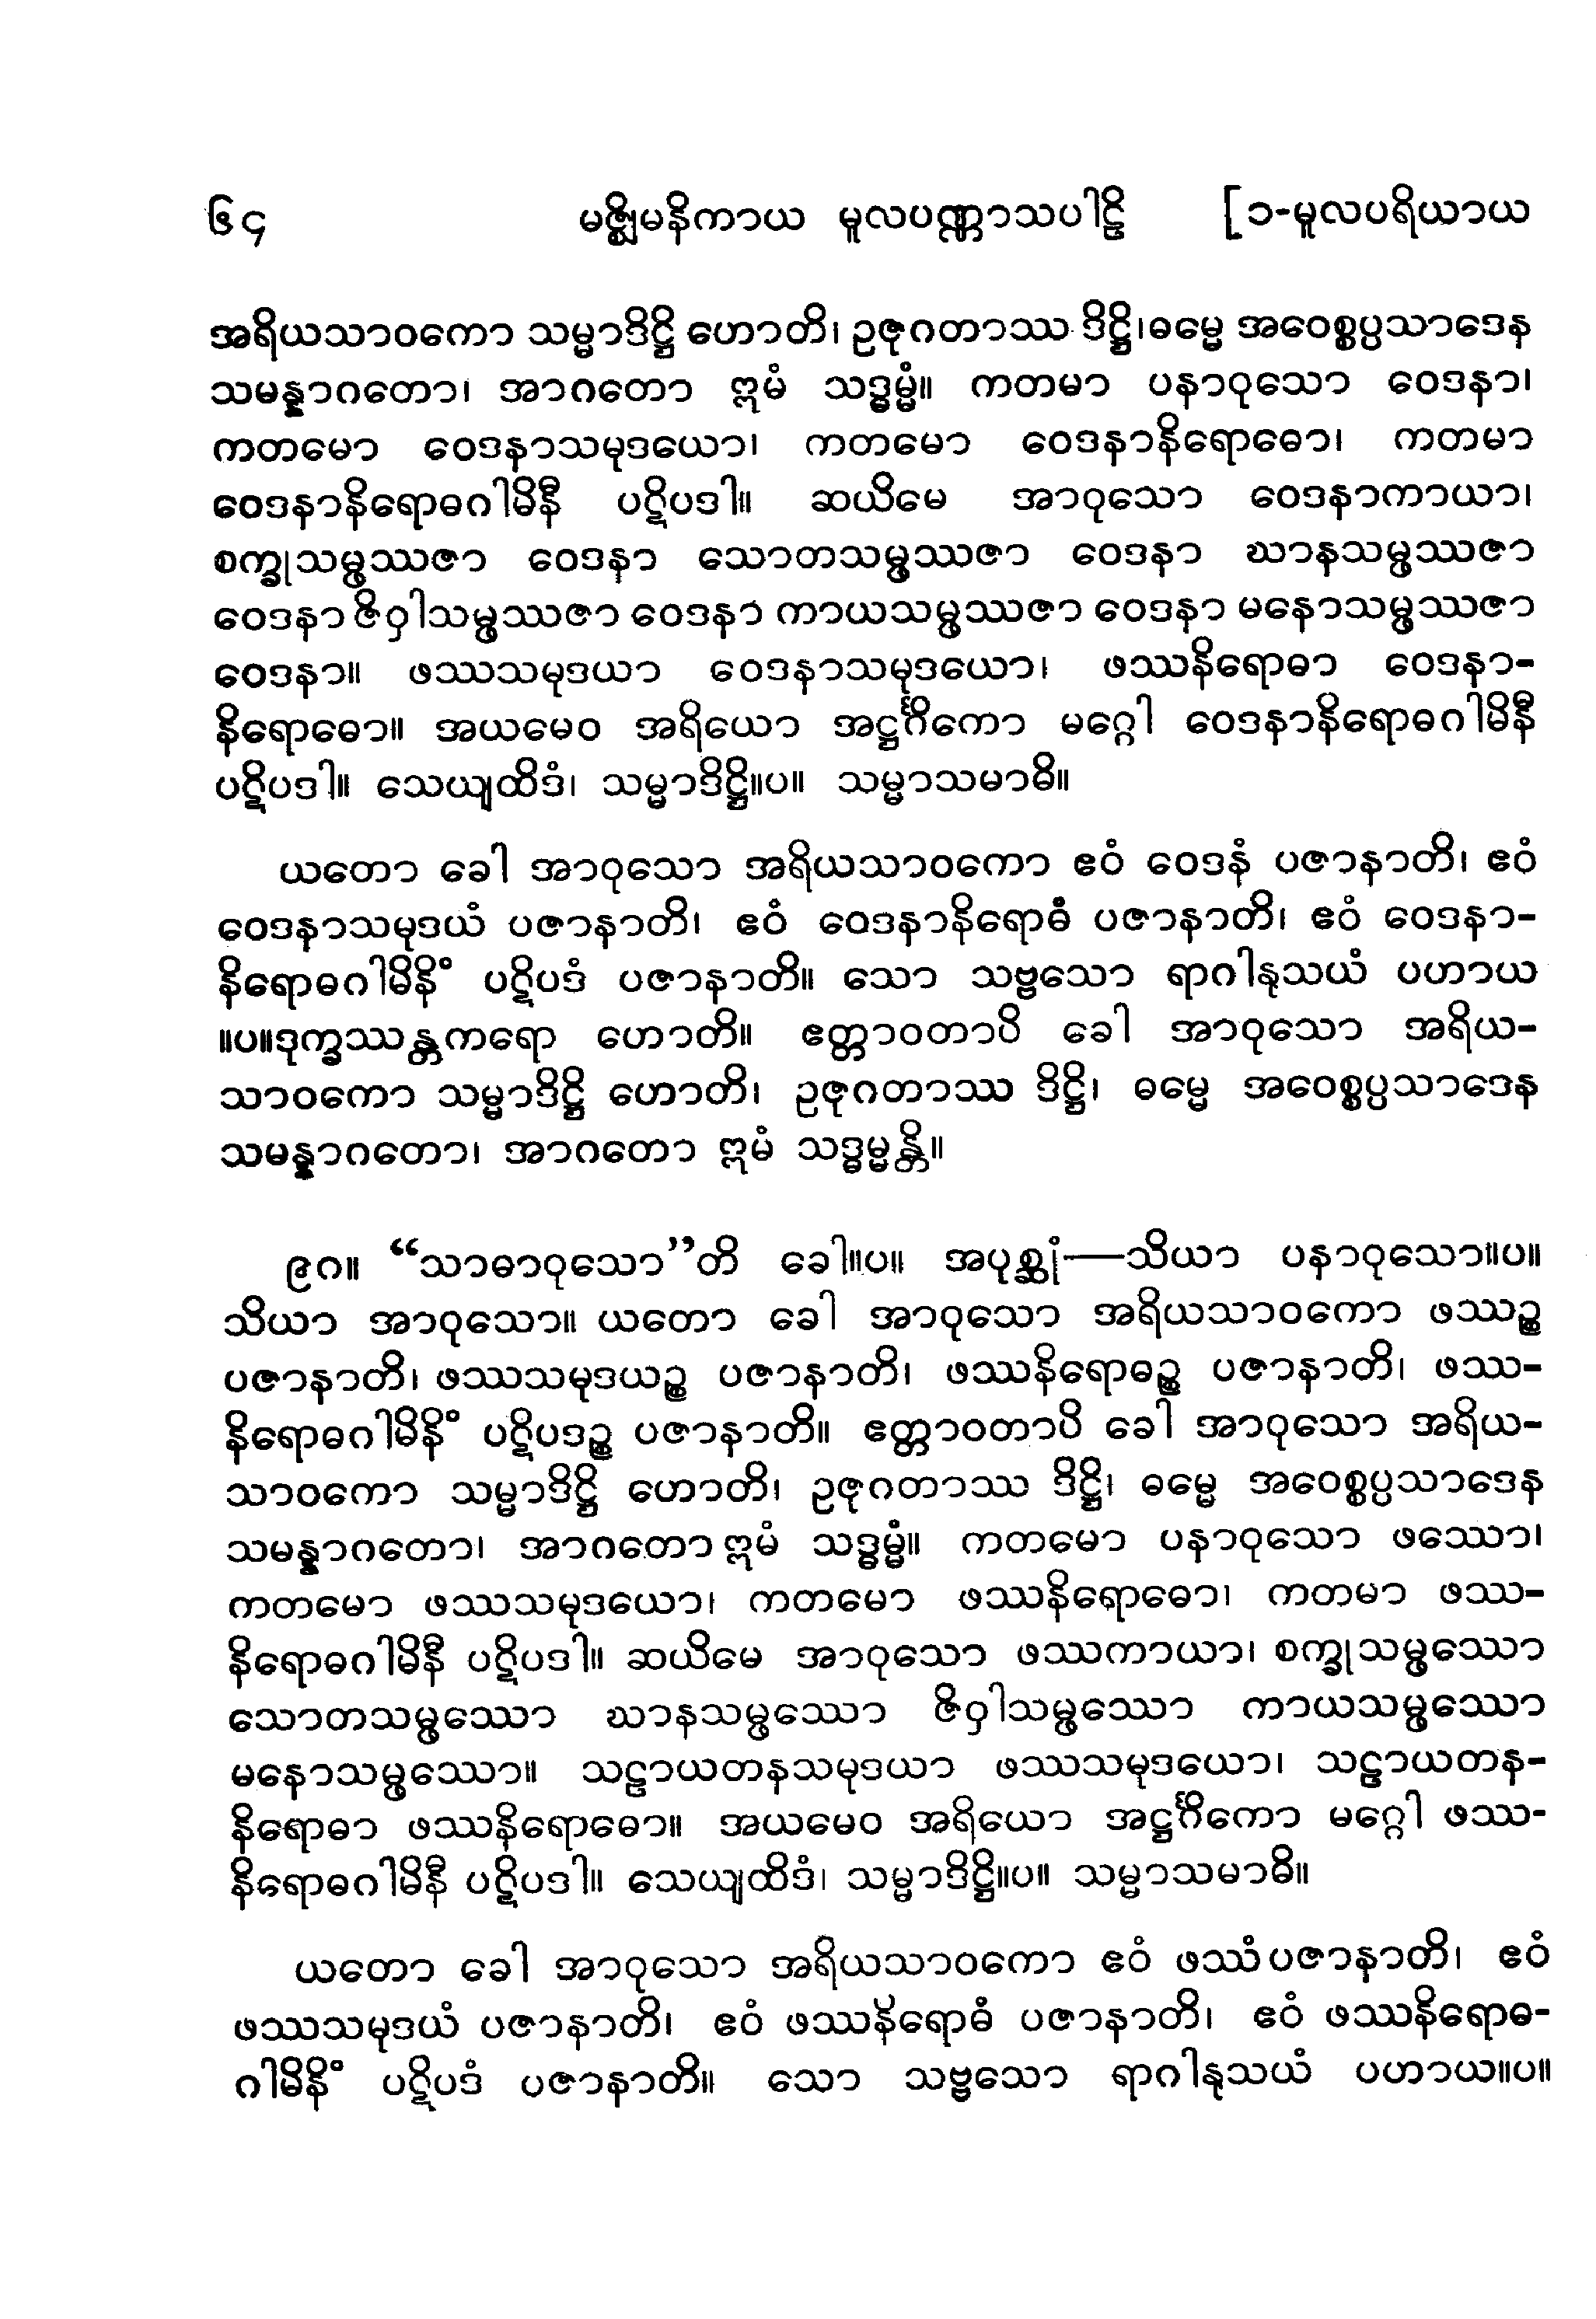 ၆၄ မဇ္ဈိမနိကာယ မူလပဏ္ဏာသပါဠိ [၁-မူလပရိယာယ
အရိယသာဝကော သမ္မာဒိဋ္ဌိ ဟောတိ၊ ဥဇုဂတာဿ ဒိဋ္ဌိ၊ ဓမ္မေ အဝေစ္စပ္ပသာဒေန
သမန္နာဂတော၊ အာဂတော ဣမံ သဒ္ဓမ္မံ။ ကတမာ ပနာဝုသော ဝေဒနာ၊
ကတမော ဝေဒနာသမုဒယော၊ ကတမော ဝေဒနာနိရောဓော၊ ကတမာ
ဝေဒနာနိရောဓဂါမိနီ ပဋိပဒါ။ ဆယိမေ အာဝုသော ဝေဒနာကာယာ၊
စက္ခုသမ္ဖဿဇာ ဝေဒနာ သောတသမ္ဖဿဇာ ဝေဒနာ ဃာနသမ္ဖဿဇာ
ဝေဒနာ ဇိဝှါသမ္ဖဿဇာ ဝေဒနာ ကာယသမ္ဖဿဇာ ဝေဒနာ မနောသမ္ဖဿဇာ
ဝေဒနာ။ ဖဿသမုဒယာ ဝေဒနာသမုဒယော၊ ဖဿနိရောဓာ ဝေဒနာ-
နိရောဓော။ အယမေဝ အရိယော အဋ္ဌင်္ဂိကော မဂ္ဂေါ ဝေဒနာနိရောဓဂါမိနီ
ပဋိပဒါ။ သေယျထိဒံ၊ သမ္မာဒိဋ္ဌိ။ပ။ သမ္မာသမာဓိ။
ယတော ခေါ အာဝုသော အရိယသာဝကော ဧဝံ ဝေဒနံ ပဇာနာတိ၊ ဧဝံ
ဝေဒနာသမုဒယံ ပဇာနာတိ၊ ဧဝံ ဝေဒနာနိရောဓံ ပဇာနာတိ၊ ဧဝံ ဝေဒနာ-
နိရောဓဂါမိနိံ ပဋိပဒံ ပဇာနာတိ။ သော သဗ္ဗသော ရာဂါနုသယံ ပဟာယ
။ပ။ဒုက္ခဿန္တကရော ဟောတိ။ ဧတ္တာဝတာပိ ခေါ အာဝုသော အရိယ-
သာဝကော သမ္မာဒိဋ္ဌိ ဟောတိ၊ ဥဇုဂတာဿ ဒိဋ္ဌိ၊ ဓမ္မေ အဝေစ္စပ္ပသာဒေန
သမန္နာဂတော၊ အာဂတော ဣမံ သဒ္ဓမ္မန္တိ။
၉ဂ။ “သာဓာဝုသော”တိ ခေါ။ပ။ အပုစ္ဆုံ—သိယာ ပနာဝုသော။ပ။
သိယာ အာဝုသော။ ယတော ခေါ အာဝုသော အရိယသာဝကော ဖဿဉ္စ
ပဇာနာတိ၊ ဖဿသမုဒယဉ္စ ပဇာနာတိ၊ ဖဿနိရောဓဉ္စ ပဇာနာတိ၊ ဖဿ-
နိရောဓဂါမိနိံ ပဋိပဒဉ္စ ပဇာနာတိ။ ဧတ္တာဝတာပိ ခေါ အာဝုသော အရိယ-
သာဝကော သမ္မာဒိဋ္ဌိ ဟောတိ၊ ဥဇုဂတာဿ ဒိဋ္ဌိ၊ ဓမ္မေ အဝေစ္စပ္ပသာဒေန
သမန္နာဂတော၊ အာဂတော ဣမံ သဒ္ဓမ္မံ။ ကတမော ပနာဝုသော ဖဿော၊
ကတမော ဖဿသမုဒယော၊ ကတမော ဖဿနိရောဓော၊ ကတမာ ဖဿ-
နိရောဓဂါမိနီ ပဋိပဒါ။ ဆယိမေ အာဝုသော ဖဿကာယာ၊ စက္ခုသမ္ဖဿော
သောတသမ္ဖဿော ဃာနသမ္ဖဿော ဇိဝှါသမ္ဖဿော ကာယသမ္ဖဿော
မနောသမ္ဖဿော။ သဠာယတနသမုဒယာ ဖဿသမုဒယော၊ သဠာယတန-
နိရောဓာ ဖဿနိရောဓော။ အယမေဝ အရိယော အဋ္ဌင်္ဂိကော မဂ္ဂေါ ဖဿ-
နိရောဓဂါမိနီ ပဋိပဒါ။ သေယျထိဒံ၊ သမ္မာဒိဋ္ဌိ။ပ။ သမ္မာသမာဓိ။
ယတော ခေါ အာဝုသော အရိယသာဝကော ဧဝံ ဖဿံ ပဇာနာတိ၊ ဧဝံ
ဖဿသမုဒယံ ပဇာနာတိ၊ ဧဝံ ဖဿနိရောဓံ ပဇာနာတိ၊ ဧဝံ ဖဿနိရောဓ-
ဂါမိနိံ ပဋိပဒံ ပဇာနာတိ။ သော သဗ္ဗသော ရာဂါနုသယံ ပဟာယ။ပ။